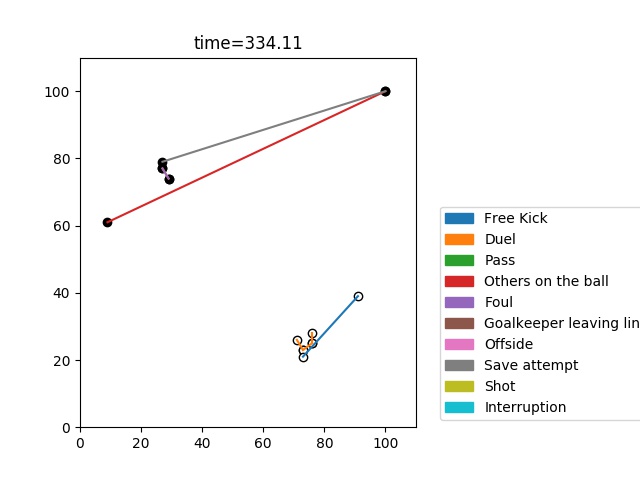 time=334.11
100
80
60
40
20
0
0 20 40 60 80 100
Free Kick
Duel
Pass
Others on the ball
Foul
Goalkeeper leaving lin
Offside
Save attempt
Shot
Interruption